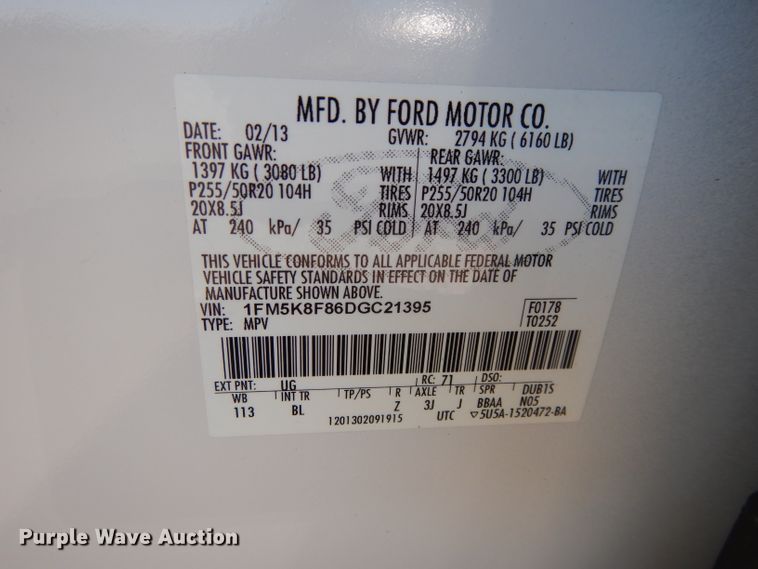 MFD. BY FORD MOTOR CO.
DATE: 02/13 GVWR: 2794 KG ( 6160 LB)
FRONT GAWR: REAR GAWR:
1397 KG ( 3080 LB) WITH 1497 KG ( 3300 LB) WITH
P255/50R20 104H TIRES P255/50R20 104H TIRES
20X8.5J RIMS 20X8.5J RIMS
AT 240 kPa/ 35 PSI COLD AT 240 kPa/ 35 PSI COLD
THIS VEHICLE CONFORMS TO ALL APPLICABLE FEDERAL MOTOR
VEHICLE SAFETY STANDARDS IN EFFECT ON THE DATE OF
MANUFACTURE SHOWN ABOVE.
VIN: 1FM5K8F86DGC21395 F0178
TYPE: MPV T0252
EXT PNT: UG RC: 71 DSO:
WB INT TR TP/PS R AXLE TR SPR DUB1S
113 BL Z 3J J BBAA N05
1201302091915 UTC ▽5U5A-1520472-BA
Ford
Purple Wave Auction